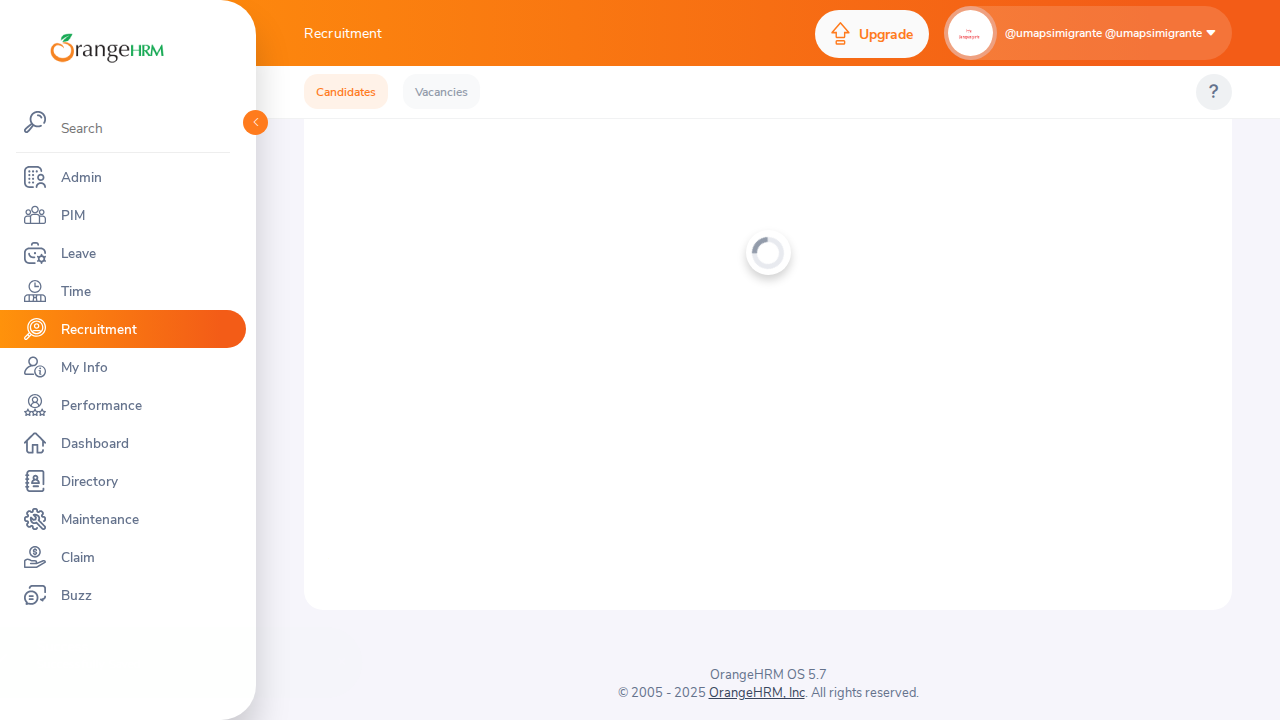 OrangeHRM
Recruitment
Upgrade
@umapsimigrante @umapsimigrante
Candidates
Vacancies
?
Search
Admin
PIM
Leave
Time
Recruitment
My Info
Performance
Dashboard
Directory
Maintenance
Claim
Buzz
OrangeHRM OS 5.7
© 2005 - 2025 OrangeHRM, Inc. All rights reserved.